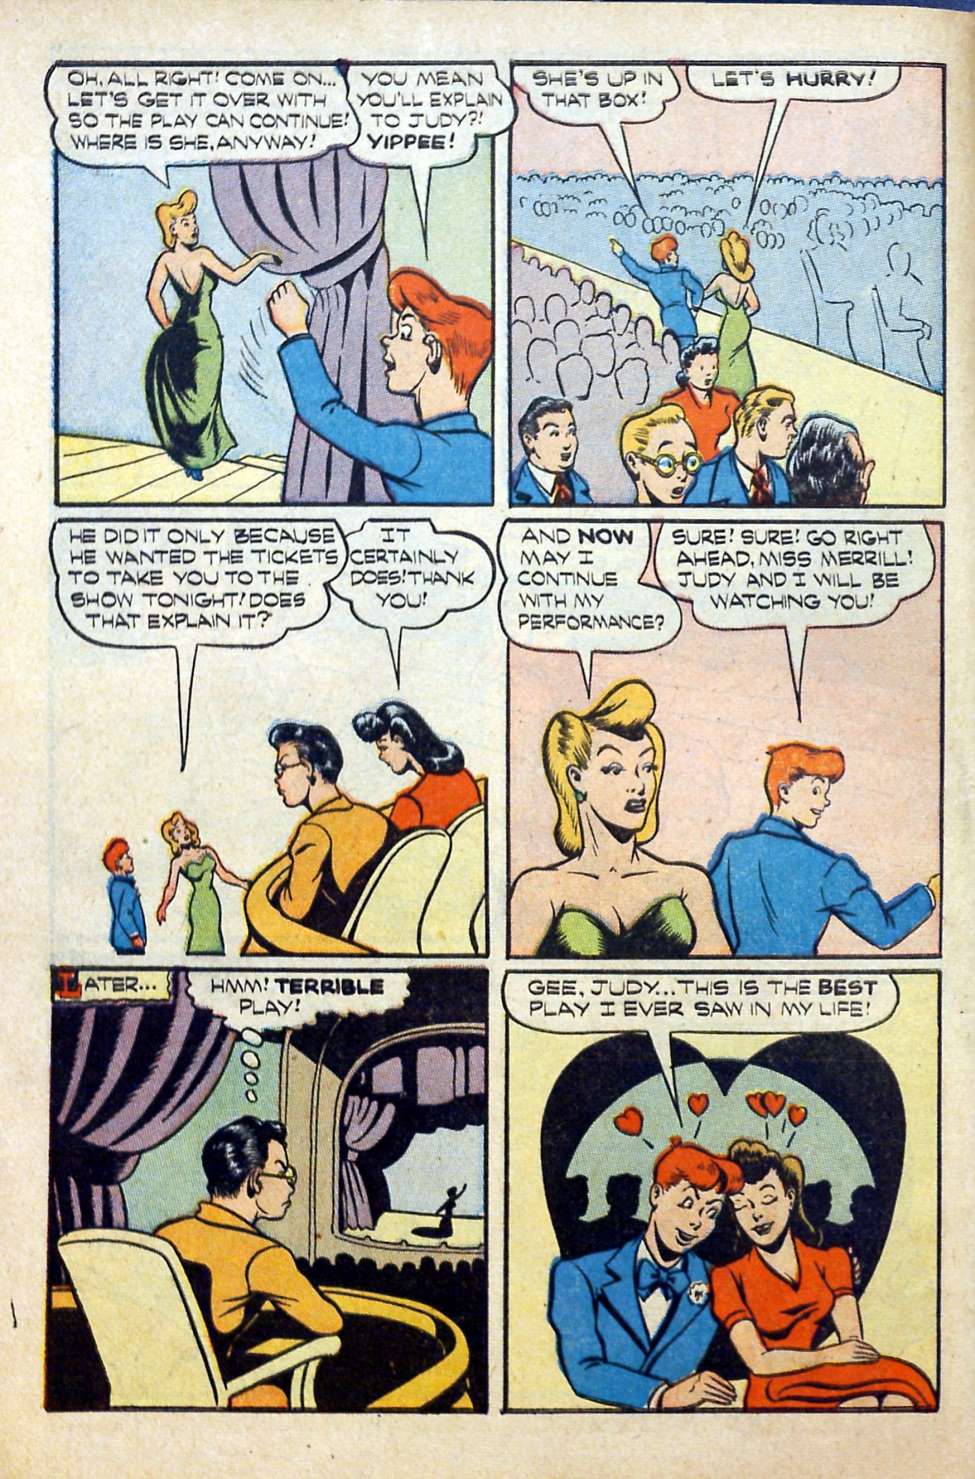 OH, ALL RIGHT! COME ON...
LET'S GET IT OVER WITH
SO THE PLAY CAN CONTINUE!
WHERE IS SHE, ANYWAY!
YOU MEAN
YOU'LL EXPLAIN
TO JUDY?!
YIPPEE!
SHE'S UP IN
THAT BOX!
LET'S HURRY!
HE DID IT ONLY BECAUSE
HE WANTED THE TICKETS
TO TAKE YOU TO THE
SHOW TONIGHT! DOES
THAT EXPLAIN IT?
IT
CERTAINLY
DOES! THANK
YOU!
AND NOW
MAY I
CONTINUE
WITH MY
PERFORMANCE?
SURE! SURE! GO RIGHT
AHEAD, MISS MERRILL!
JUDY AND I WILL BE
WATCHING YOU!
LATER...
HMM! TERRIBLE
PLAY!
GEE, JUDY... THIS IS THE BEST
PLAY I EVER SAW IN MY LIFE!